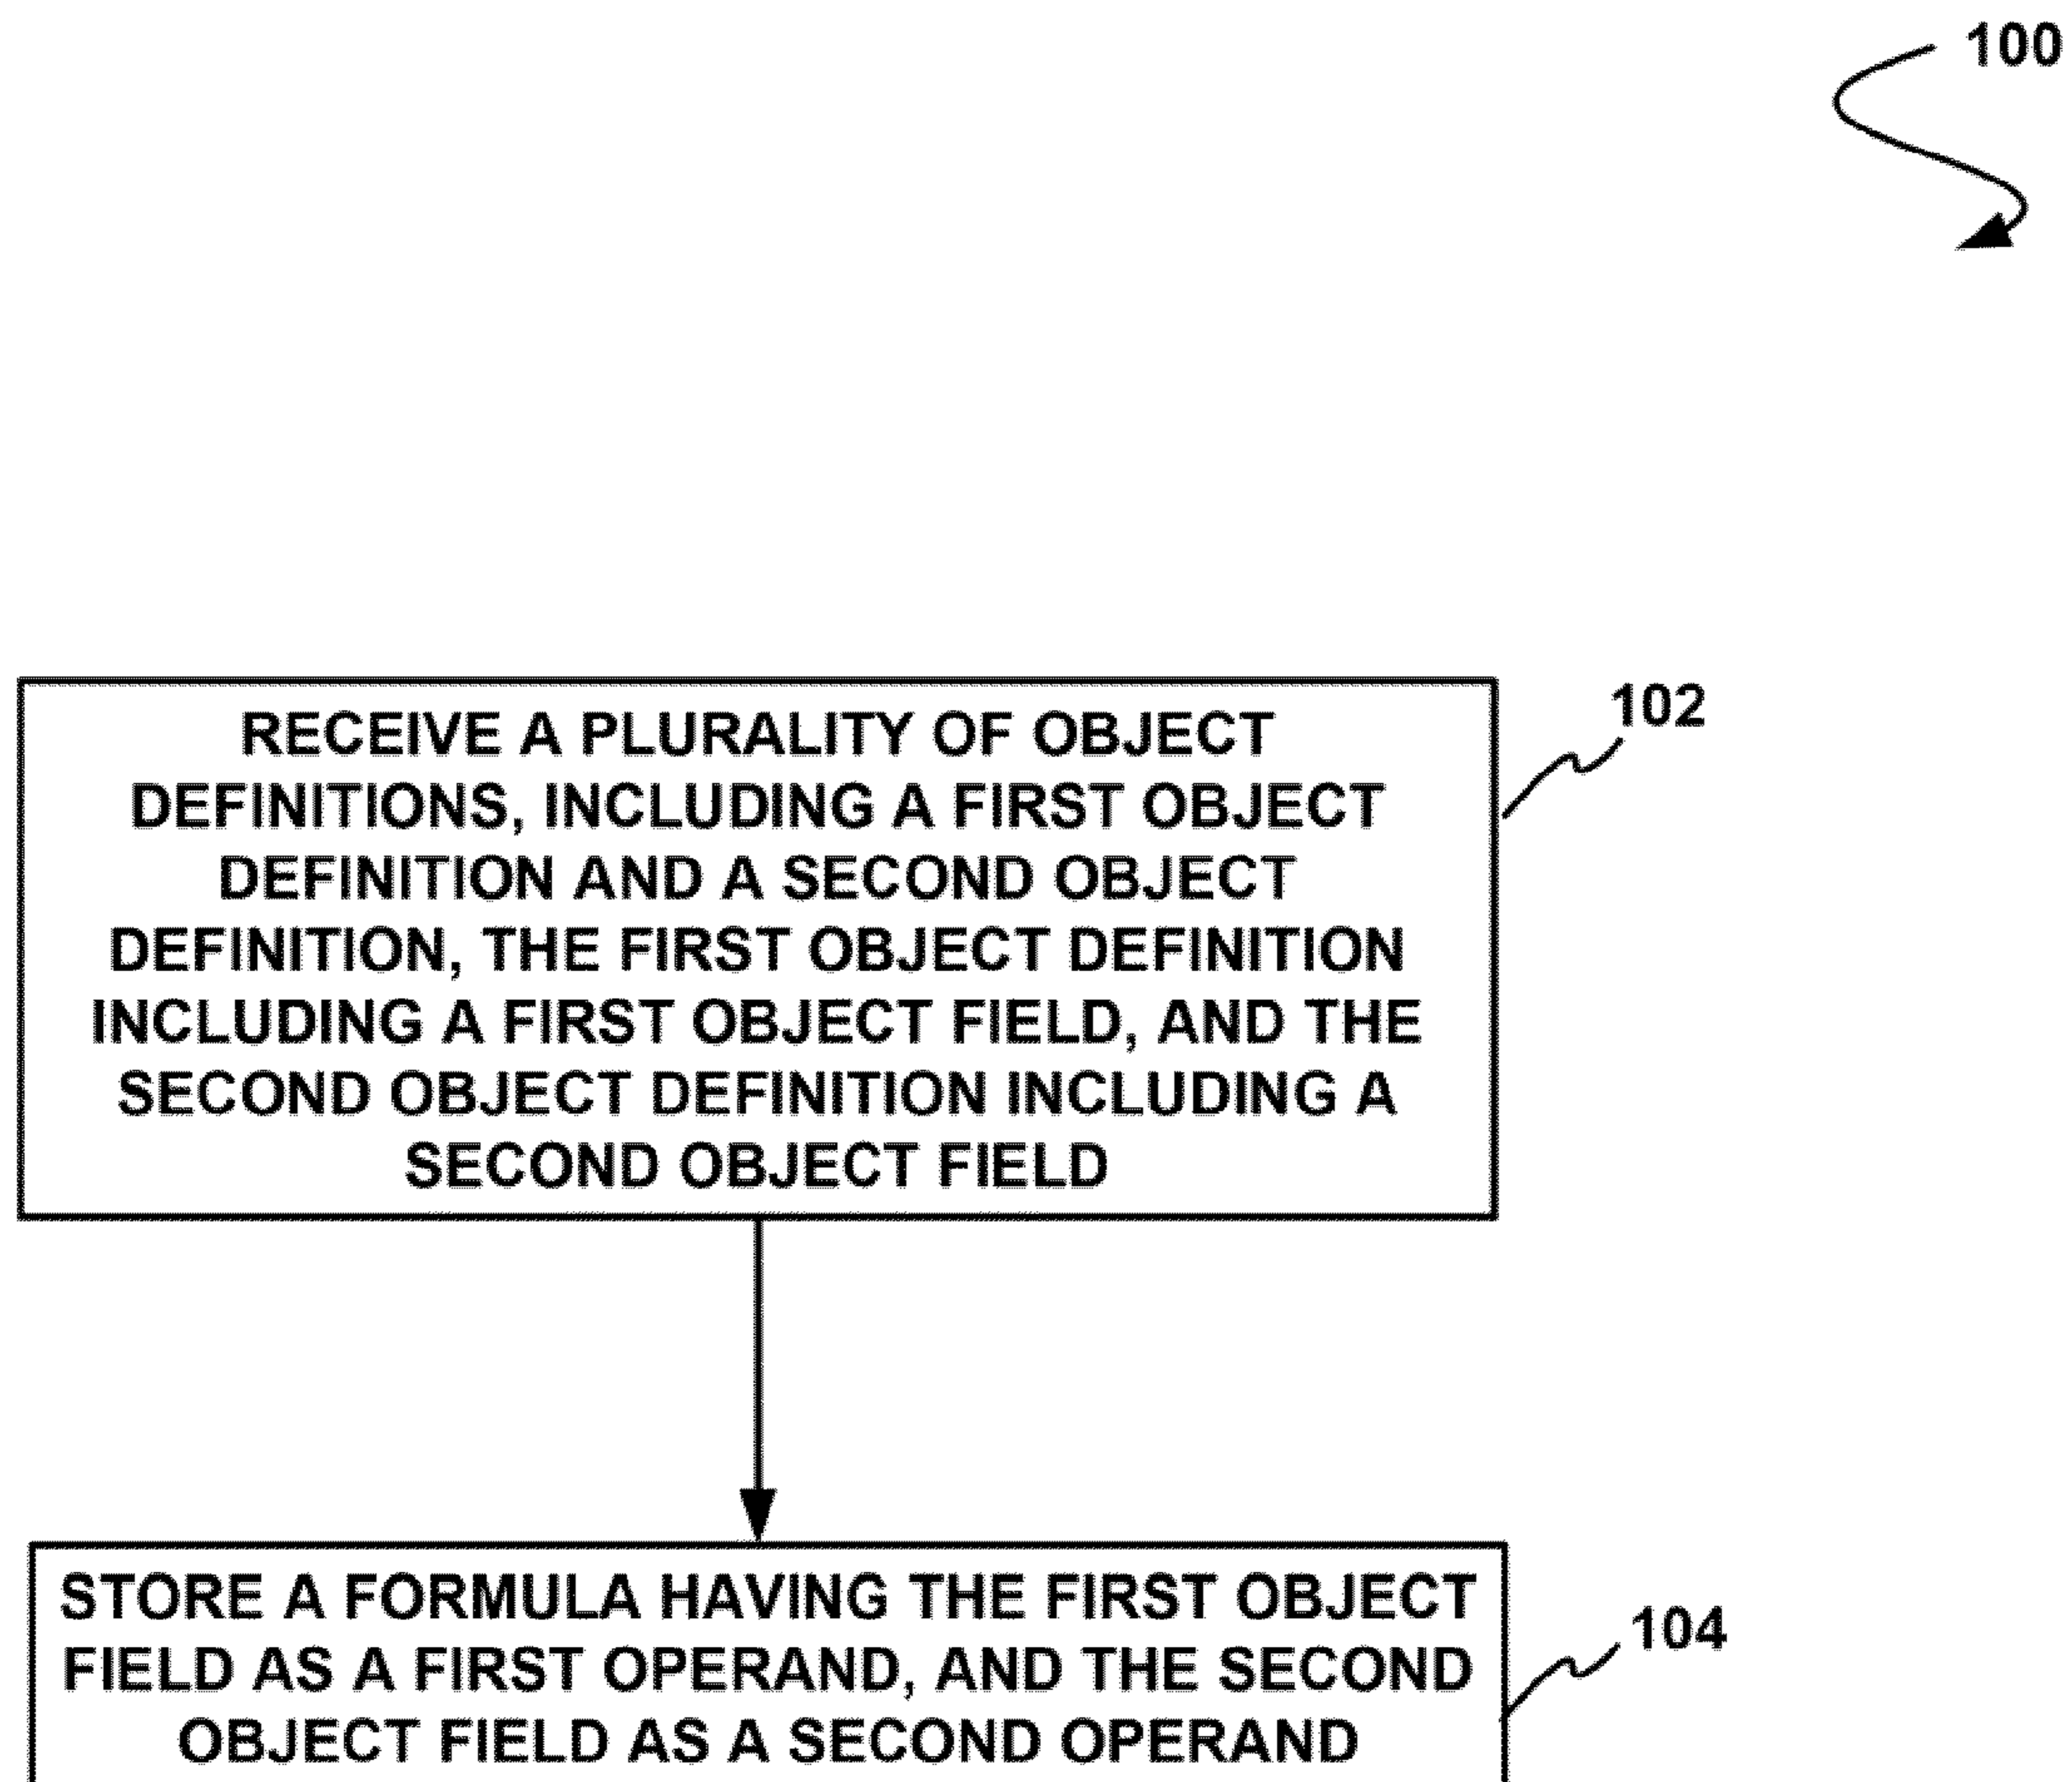 100
RECEIVE A PLURALITY OF OBJECT
DEFINITIONS, INCLUDING A FIRST OBJECT
DEFINITION AND A SECOND OBJECT
DEFINITION, THE FIRST OBJECT DEFINITION
INCLUDING A FIRST OBJECT FIELD, AND THE
SECOND OBJECT DEFINITION INCLUDING A
SECOND OBJECT FIELD
102
STORE A FORMULA HAVING THE FIRST OBJECT
FIELD AS A FIRST OPERAND, AND THE SECOND
OBJECT FIELD AS A SECOND OPERAND
104